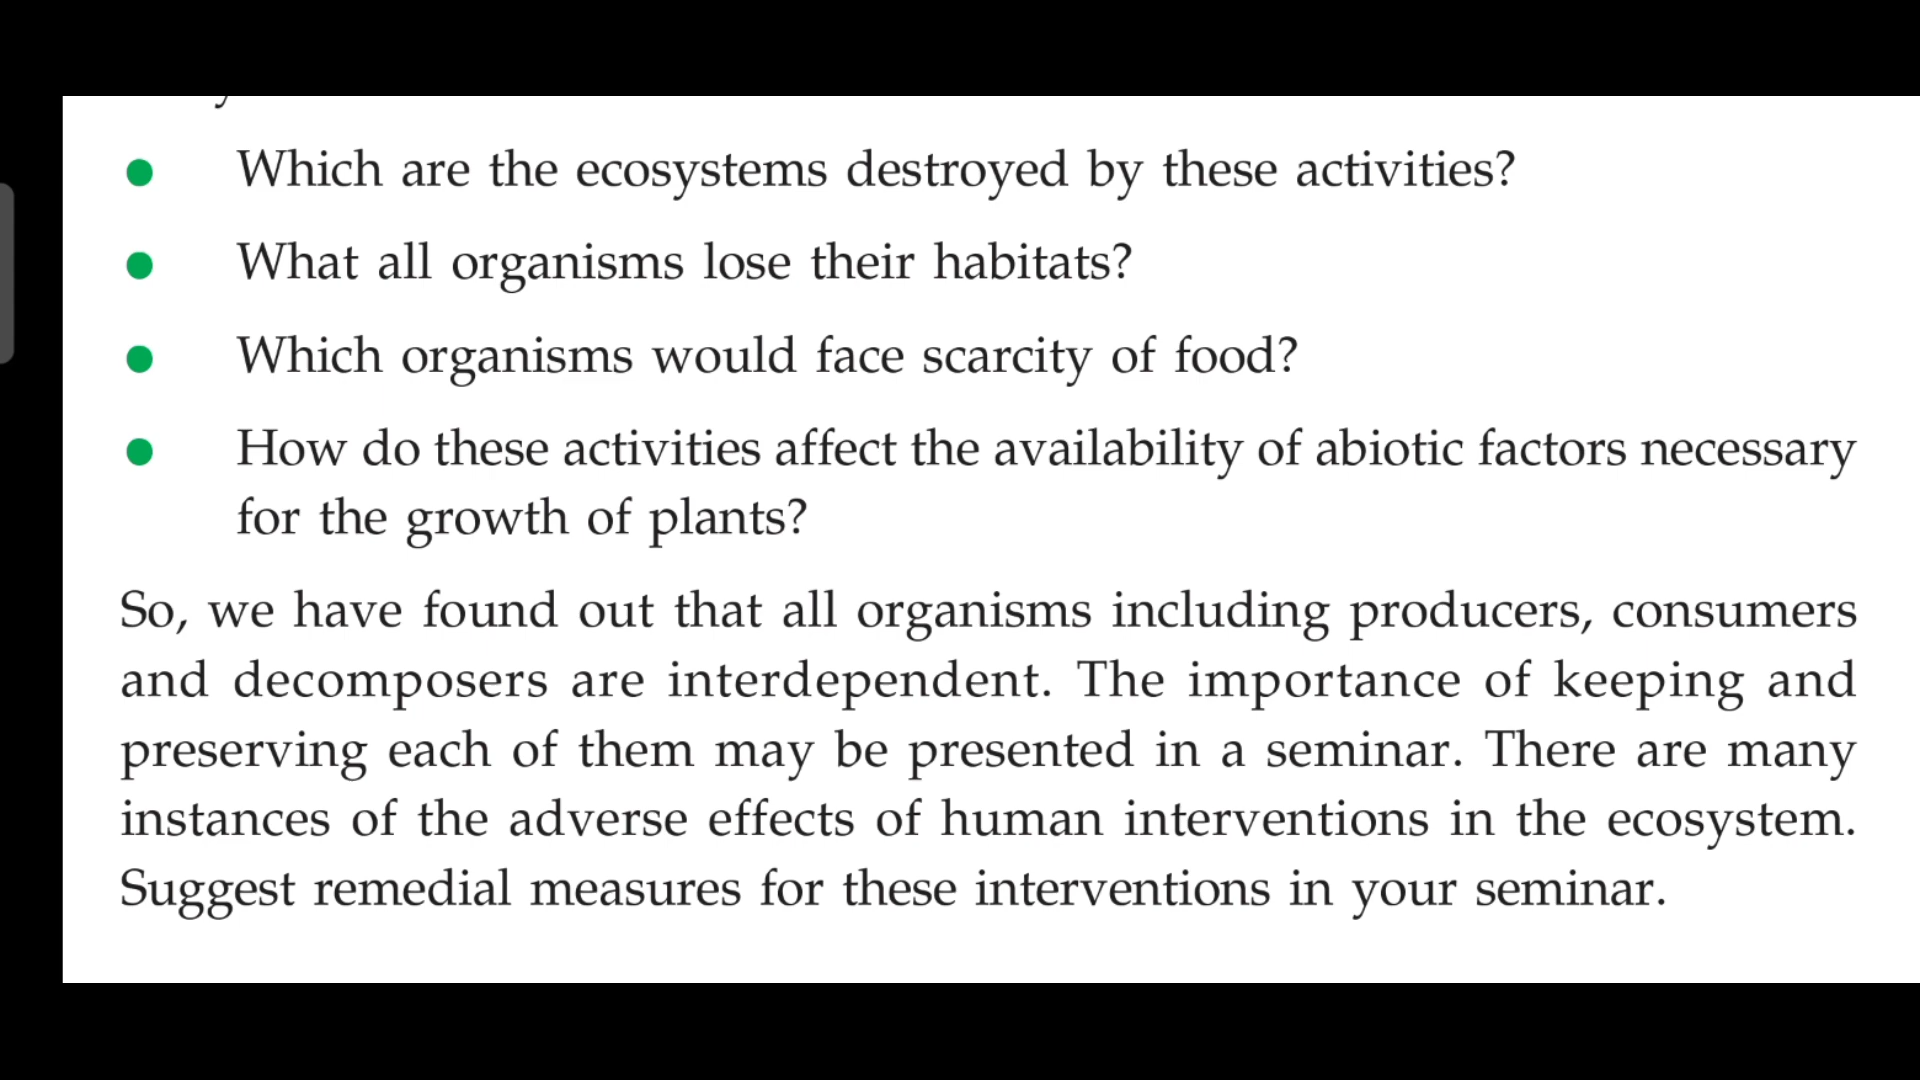 ● Which are the ecosystems destroyed by these activities?
● What all organisms lose their habitats?
● Which organisms would face scarcity of food?
● How do these activities affect the availability of abiotic factors necessary
for the growth of plants?
So, we have found out that all organisms including producers, consumers
and decomposers are interdependent. The importance of keeping and
preserving each of them may be presented in a seminar. There are many
instances of the adverse effects of human interventions in the ecosystem.
Suggest remedial measures for these interventions in your seminar.